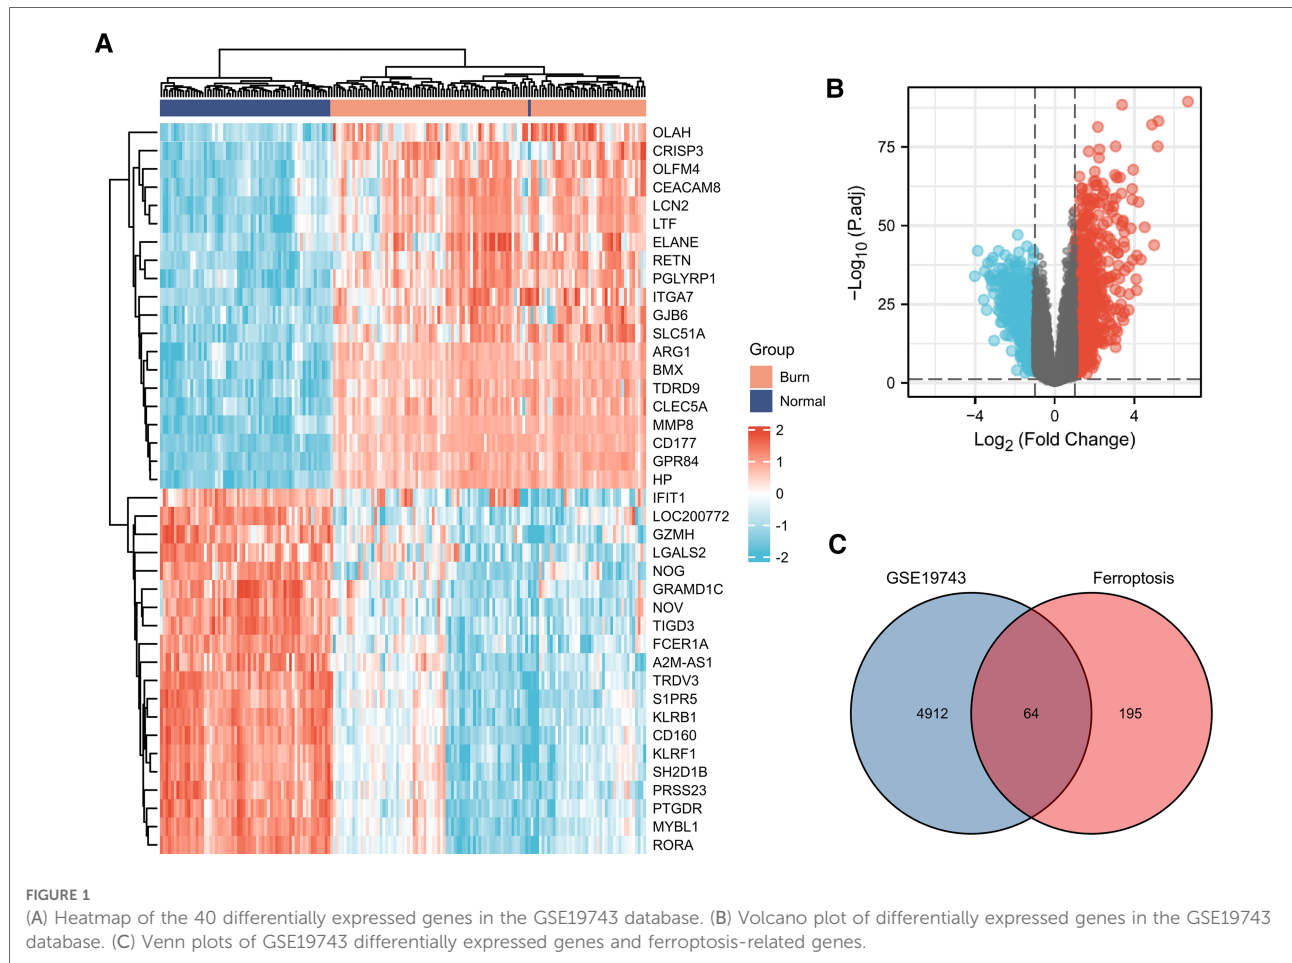 A
OLAH
CRISP3
OLFM4
CEACAM8
LCN2
LTF
ELANE
RETN
PGLYRP1
ITGA7
GJB6
SLC51A
ARG1
BMX
TDRD9
CLEC5A
MMP8
CD177
GPR84
HP
IFIT1
LOC200772
GZMH
LGALS2
NOG
GRAMD1C
NOV
TIGD3
FCER1A
A2M-AS1
TRDV3
S1PR5
KLRB1
CD160
KLRF1
SH2D1B
PRSS23
PTGDR
MYBL1
RORA
Group
Burn
Normal
2
1
0
-1
-2
B
−Log10 (P.adj)
75
50
25
0
−4 0 4
Log2 (Fold Change)
C
GSE19743 Ferroptosis
4912 64 195
FIGURE 1
(A) Heatmap of the 40 differentially expressed genes in the GSE19743 database. (B) Volcano plot of differentially expressed genes in the GSE19743
database. (C) Venn plots of GSE19743 differentially expressed genes and ferroptosis-related genes.